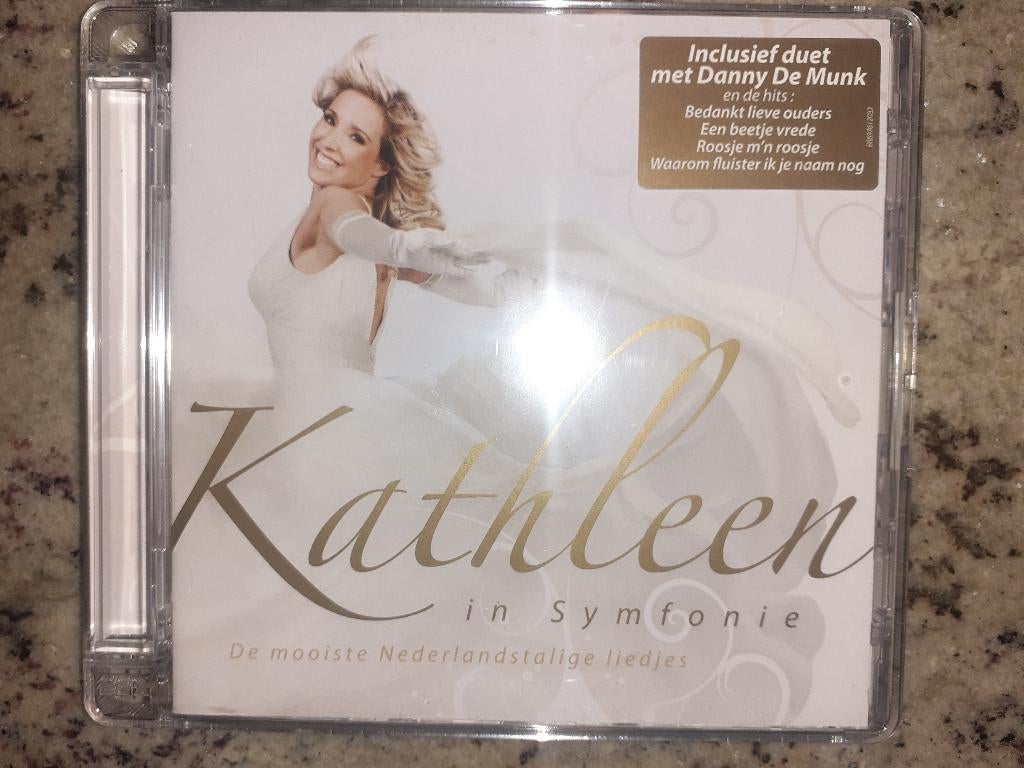 Inclusief duet
met Danny De Munk
en de hits :
Bedankt lieve ouders
Een beetje vrede
Roosje m'n roosje
Waarom fluister ik je naam nog
Kathleen
in Symfonie
De mooiste Nederlandstalige liedjes